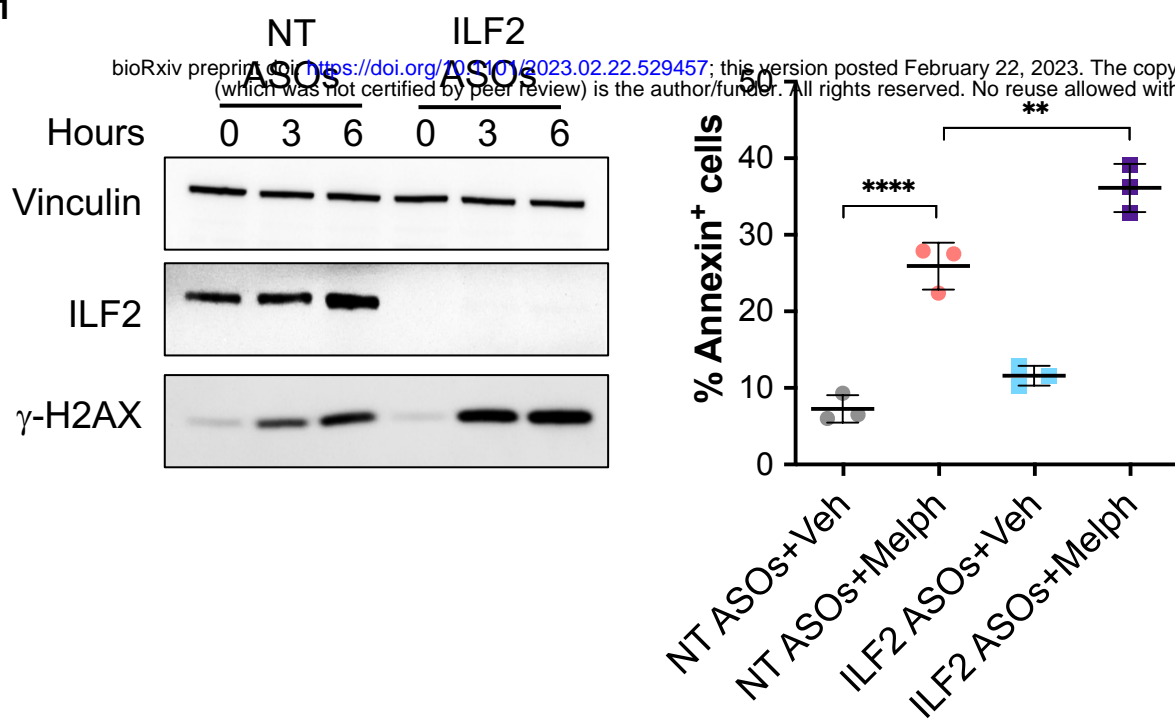 1
NT ASOs
ILF2 ASOs
bioRxiv preprint doi: https://doi.org/10.1101/2023.02.22.529457; this version posted February 22, 2023. The copy
(which was not certified by peer review) is the author/funder. All rights reserved. No reuse allowed with
Hours 0 3 6 0 3 6
Vinculin
ILF2
γ-H2AX
% Annexin+ cells
50
40
30
20
10
0
****
**
NT ASOs+Veh
NT ASOs+Melph
ILF2 ASOs+Veh
ILF2 ASOs+Melph